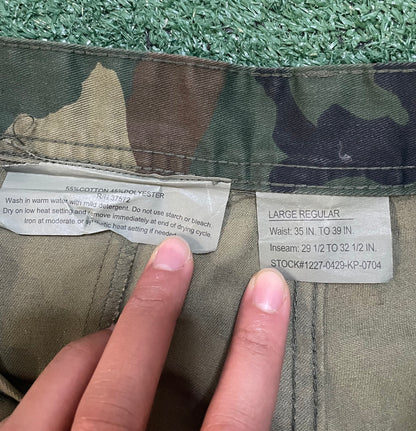 55% COTTON 45% POLYESTER
R/N 37572
Wash in warm water with mild detergent. Do not use starch or bleach.
Dry on low heat setting and remove immediately at end of drying cycle.
Iron at moderate or synthetic heat setting if needed.
LARGE REGULAR
Waist: 35 IN. TO 39 IN.
Inseam: 29 1/2 TO 32 1/2 IN.
STOCK#1227-0429-KP-0704